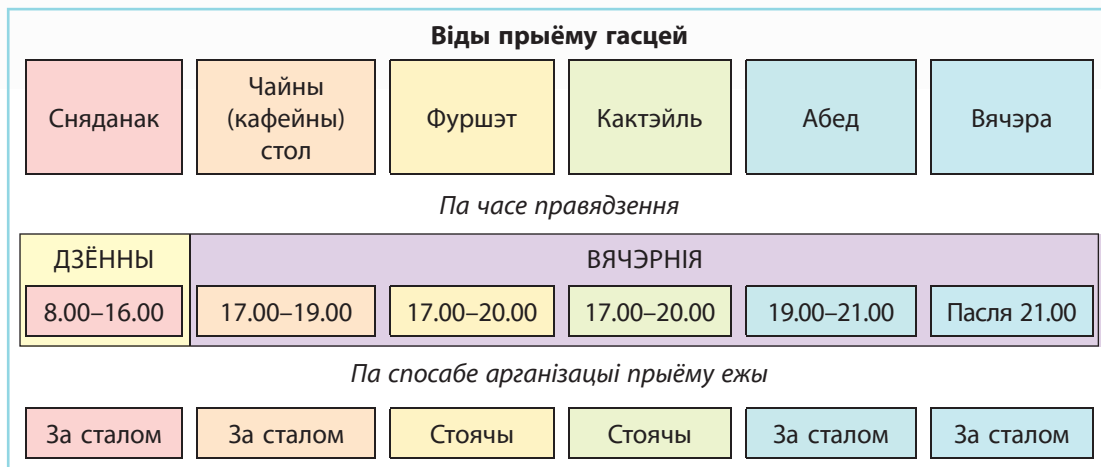 Віды прыёму гасцей
Сняданак
Чайны
(кафейны)
стол
Фуршэт
Кактэйль
Абед
Вячэра
Па часе правядзення
ДЗЁННЫ
ВЯЧЭРНІЯ
8.00–16.00
17.00–19.00
17.00–20.00
17.00–20.00
19.00–21.00
Пасля 21.00
Па спосабе арганізацыі прыёму ежы
За сталом
За сталом
Стоячы
Стоячы
За сталом
За сталом